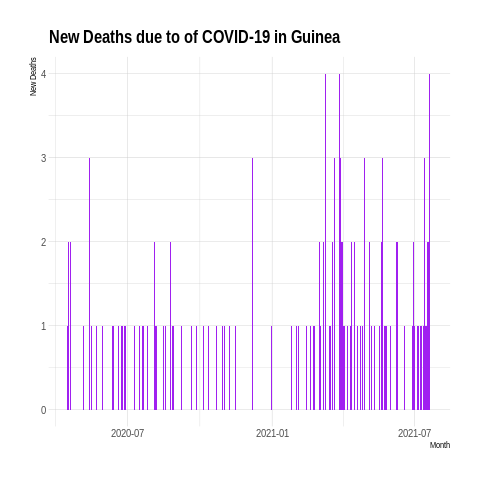 New Deaths due to of COVID-19 in Guinea
New Deaths
4
3
2
1
0
2020-07
2021-01
2021-07
Month